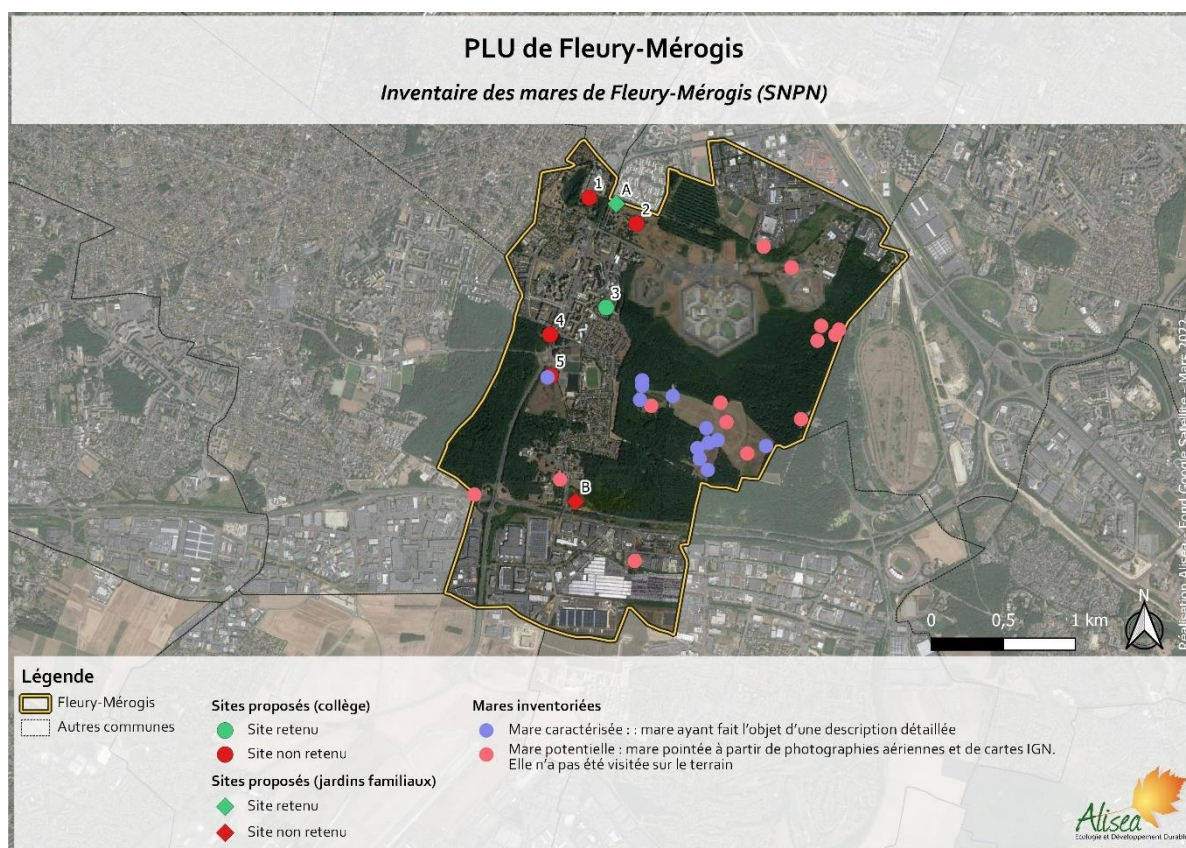 PLU de Fleury-Mérogis
Inventaire des mares de Fleury-Mérogis (SNPN)
1
A
2
3
4
5
B
Réalisation Alisea - Fond Google Satellite, Mars 2022
N
0 0,5 1 km
Légende
Fleury-Mérogis
Autres communes
Sites proposés (collège)
Site retenu
Site non retenu
Sites proposés (jardins familiaux)
Site retenu
Site non retenu
Mares inventoriées
Mare caractérisée : : mare ayant fait l'objet d'une description détaillée
Mare potentielle : mare pointée à partir de photographies aériennes et de cartes IGN.
Elle n'a pas été visitée sur le terrain
Alisea
Ecologie et Développement Durable